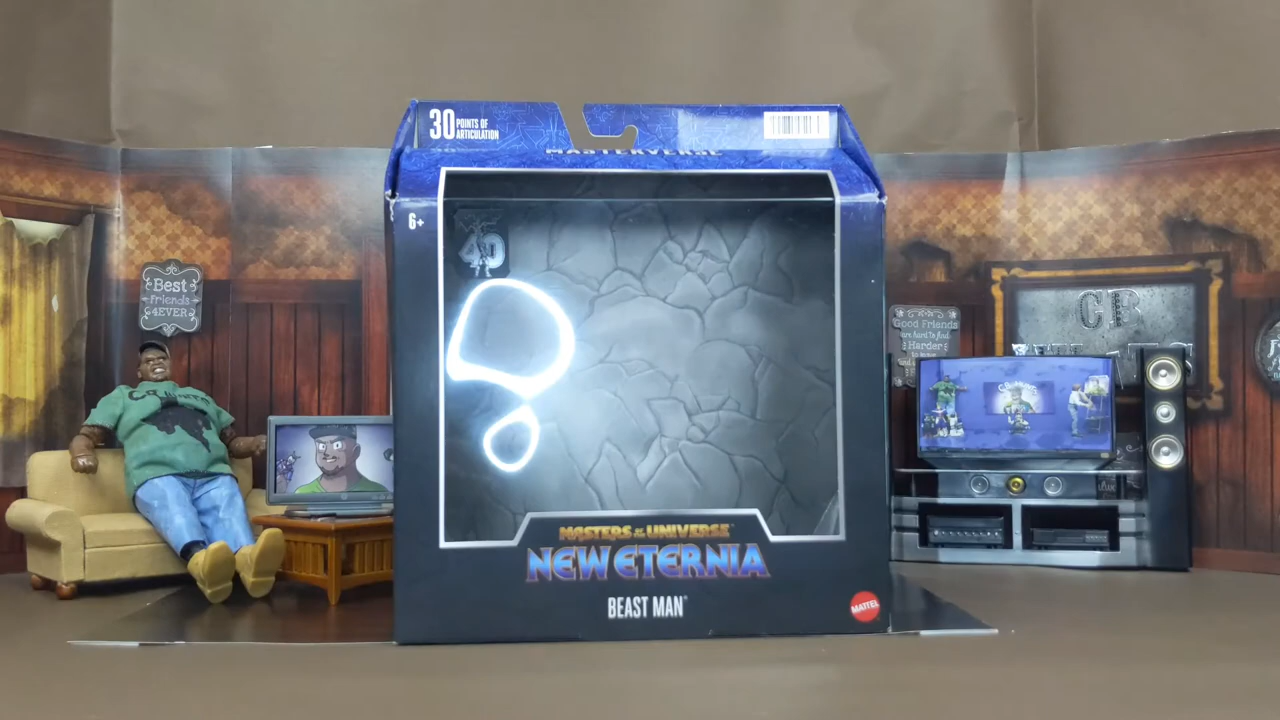 30 POINTS OF
ARTICULATION
MASTERVERSE
6+
40
Best
Friends
4EVER
Good Friends
are hard to find
Harder
CB
MASTERS OF THE UNIVERSE
NEW ETERNIA
BEAST MAN
MATTEL